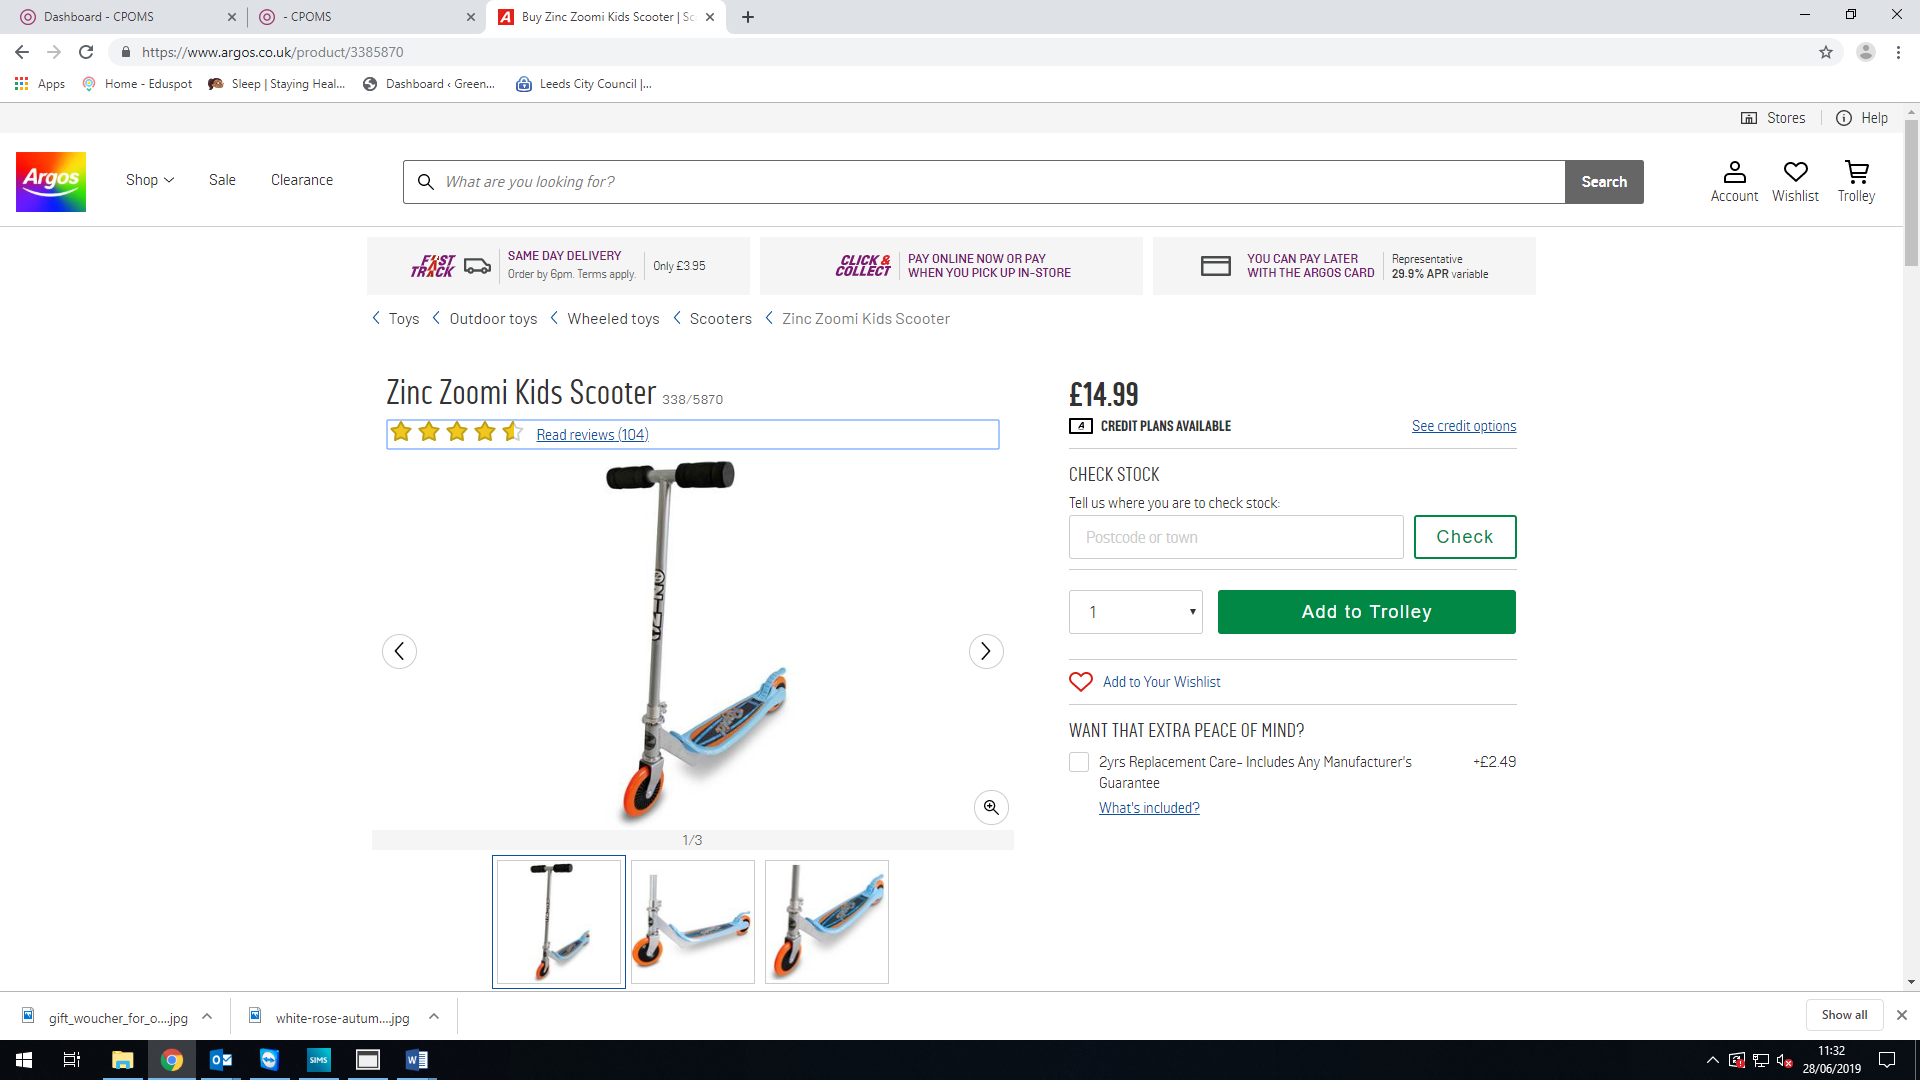 Dashboard - CPOMS
- CPOMS
Buy Zinc Zoomi Kids Scooter | Sc
https://www.argos.co.uk/product/3385870
Apps
Home - Eduspot
Sleep | Staying Heal...
Dashboard ‹ Green...
Leeds City Council |...
Stores
Help
Argos
Shop
Sale
Clearance
What are you looking for?
Search
Account
Wishlist
Trolley
FAST TRACK
SAME DAY DELIVERY
Order by 6pm. Terms apply.
Only £3.95
CLICK & COLLECT
PAY ONLINE NOW OR PAY
WHEN YOU PICK UP IN-STORE
YOU CAN PAY LATER
WITH THE ARGOS CARD
Representative
29.9% APR variable
Toys
Outdoor toys
Wheeled toys
Scooters
Zinc Zoomi Kids Scooter
Zinc Zoomi Kids Scooter 338/5870
Read reviews (104)
£14.99
CREDIT PLANS AVAILABLE
See credit options
CHECK STOCK
Tell us where you are to check stock:
Postcode or town
Check
1
Add to Trolley
Add to Your Wishlist
WANT THAT EXTRA PEACE OF MIND?
2yrs Replacement Care- Includes Any Manufacturer's
Guarantee
+£2.49
What's included?
1/3
gift_woucher_for_o....jpg
white-rose-autum....jpg
Show all
SIMS
11:32
28/06/2019